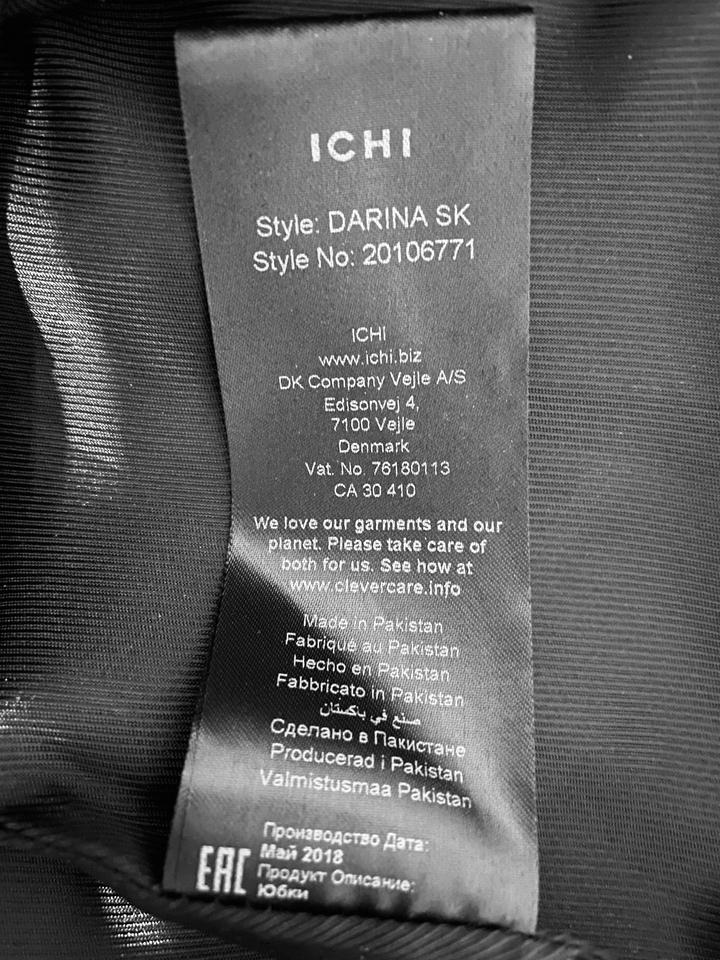 ICHI
Style: DARINA SK
Style No: 20106771
ICHI
www.ichi.biz
DK Company Vejle A/S
Edisonvej 4,
7100 Vejle
Denmark
Vat. No. 76180113
CA 30 410
We love our garments and our
planet. Please take care of
both for us. See how at
www.clevercare.info
Made in Pakistan
Fabriqué au Pakistan
Hecho en Pakistan
Fabbricato in Pakistan
صنع في باكستان
Сделано в Пакистане
Producerad i Pakistan
Valmistusmaa Pakistan
Производство Дата:
Май 2018
Продукт Описание:
Юбки
EAC